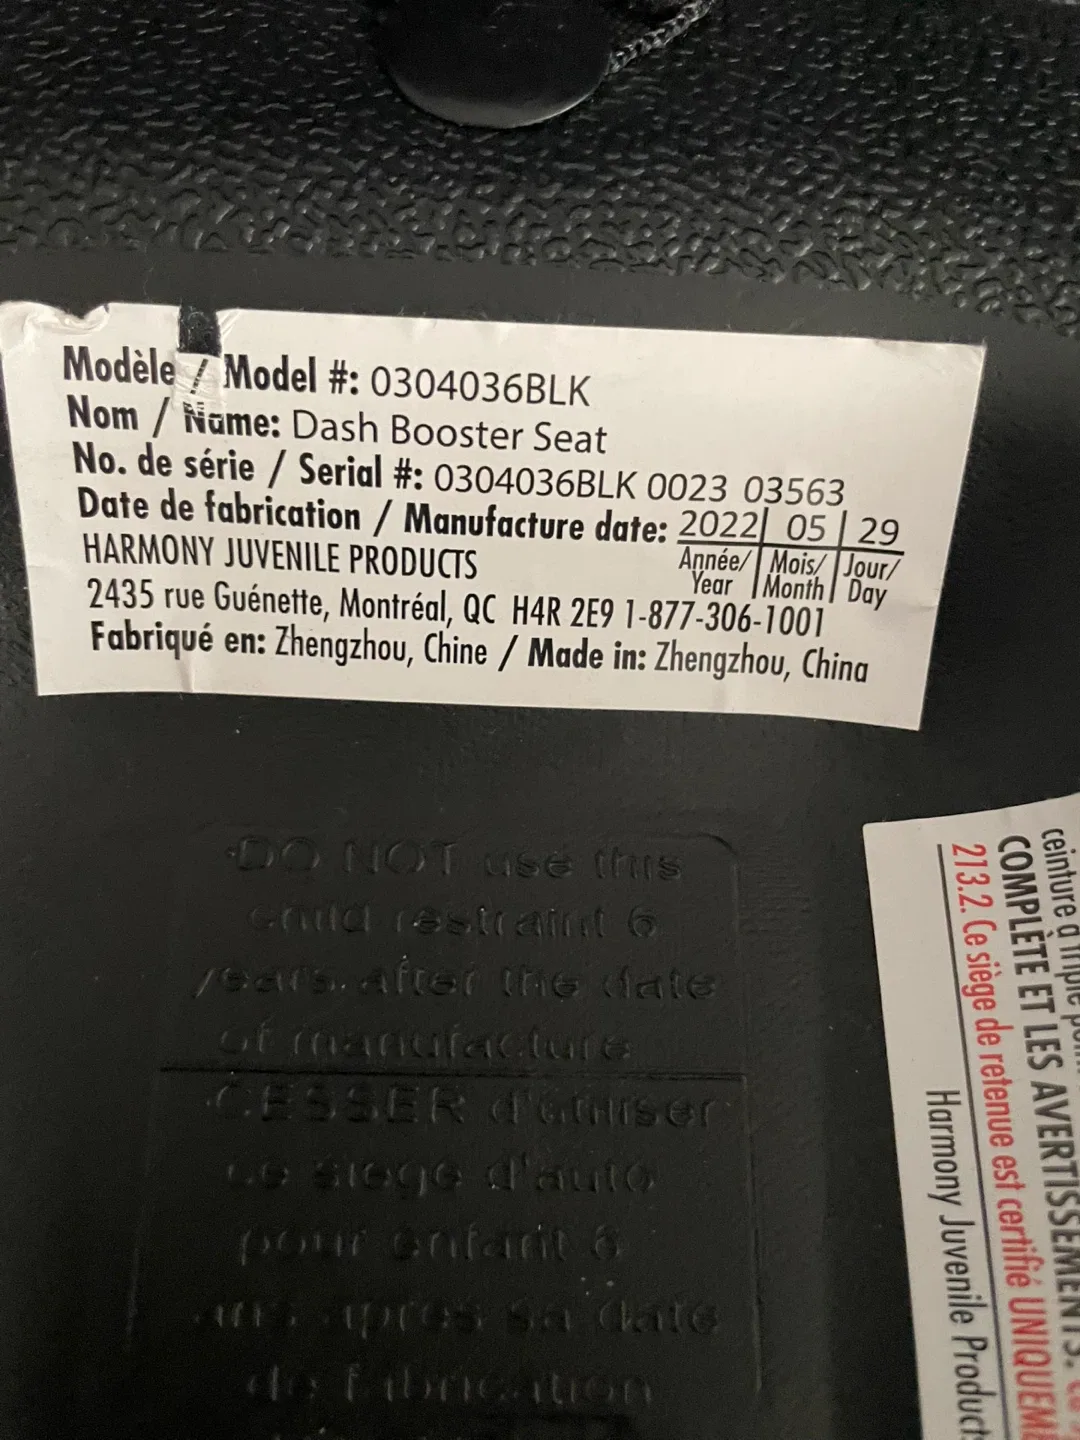 Modèle / Model #: 0304036BLK
Nom / Name: Dash Booster Seat
No. de série / Serial #: 0304036BLK 0023 03563
Date de fabrication / Manufacture date: 2022| 05 | 29
Année/ Year | Mois/ Month | Jour/ Day
HARMONY JUVENILE PRODUCTS
2435 rue Guénette, Montréal, QC H4R 2E9 1-877-306-1001
Fabriqué en: Zhengzhou, Chine / Made in: Zhengzhou, China
DO NOT use this
child restraint 6
years after the date
of manufacture
CESSER d'utiliser
ce siège d'auto
pour enfant 6
ans après sa date
de fabrication
ceinture à triple
COMPLÈTE ET LES AVERTISSEMENTS.
213.2. Ce siège de retenue est certifié
Harmony Juvenile Products